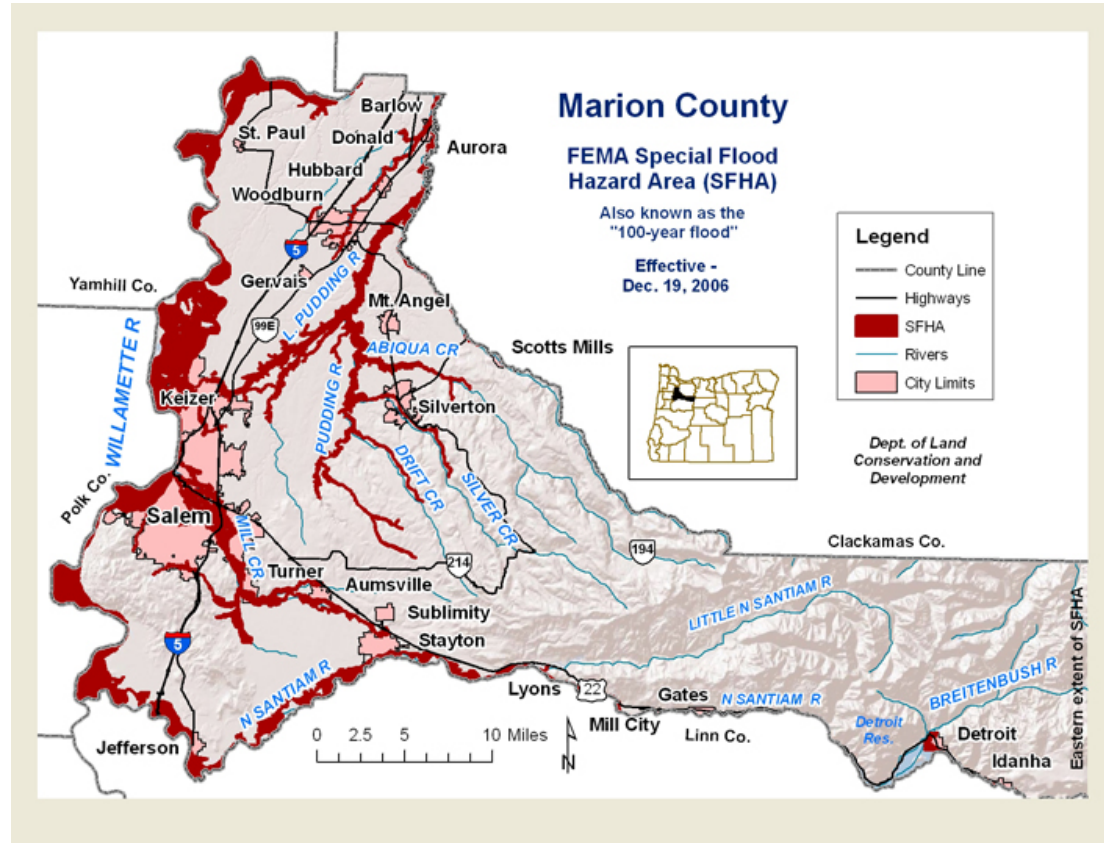 Marion County
FEMA Special Flood
Hazard Area (SFHA)
Also known as the
"100-year flood"
Effective -
Dec. 19, 2006
Legend
County Line
Highways
SFHA
Rivers
City Limits
Dept. of Land
Conservation and
Development
Barlow
St. Paul
Donald
Aurora
Hubbard
Woodburn
5
Gervais
Yamhill Co.
L. PUDDING R
Mt. Angel
99E
WILLAMETTE R
ABIQUA CR
Scotts Mills
Keizer
PUDDING R
Silverton
DRIFT CR
SILVER CR
Polk Co.
Salem
MILL CR
194
Clackamas Co.
214
Turner
Aumsville
Sublimity
Stayton
LITTLE N SANTIAM R
5
N SANTIAM R
Lyons
22
Gates
N SANTIAM R
BREITENBUSH R
Mill City
Linn Co.
Detroit
Res.
Detroit
Idanha
Jefferson
0 2.5 5 10 Miles
N
Eastern extent of SFHA